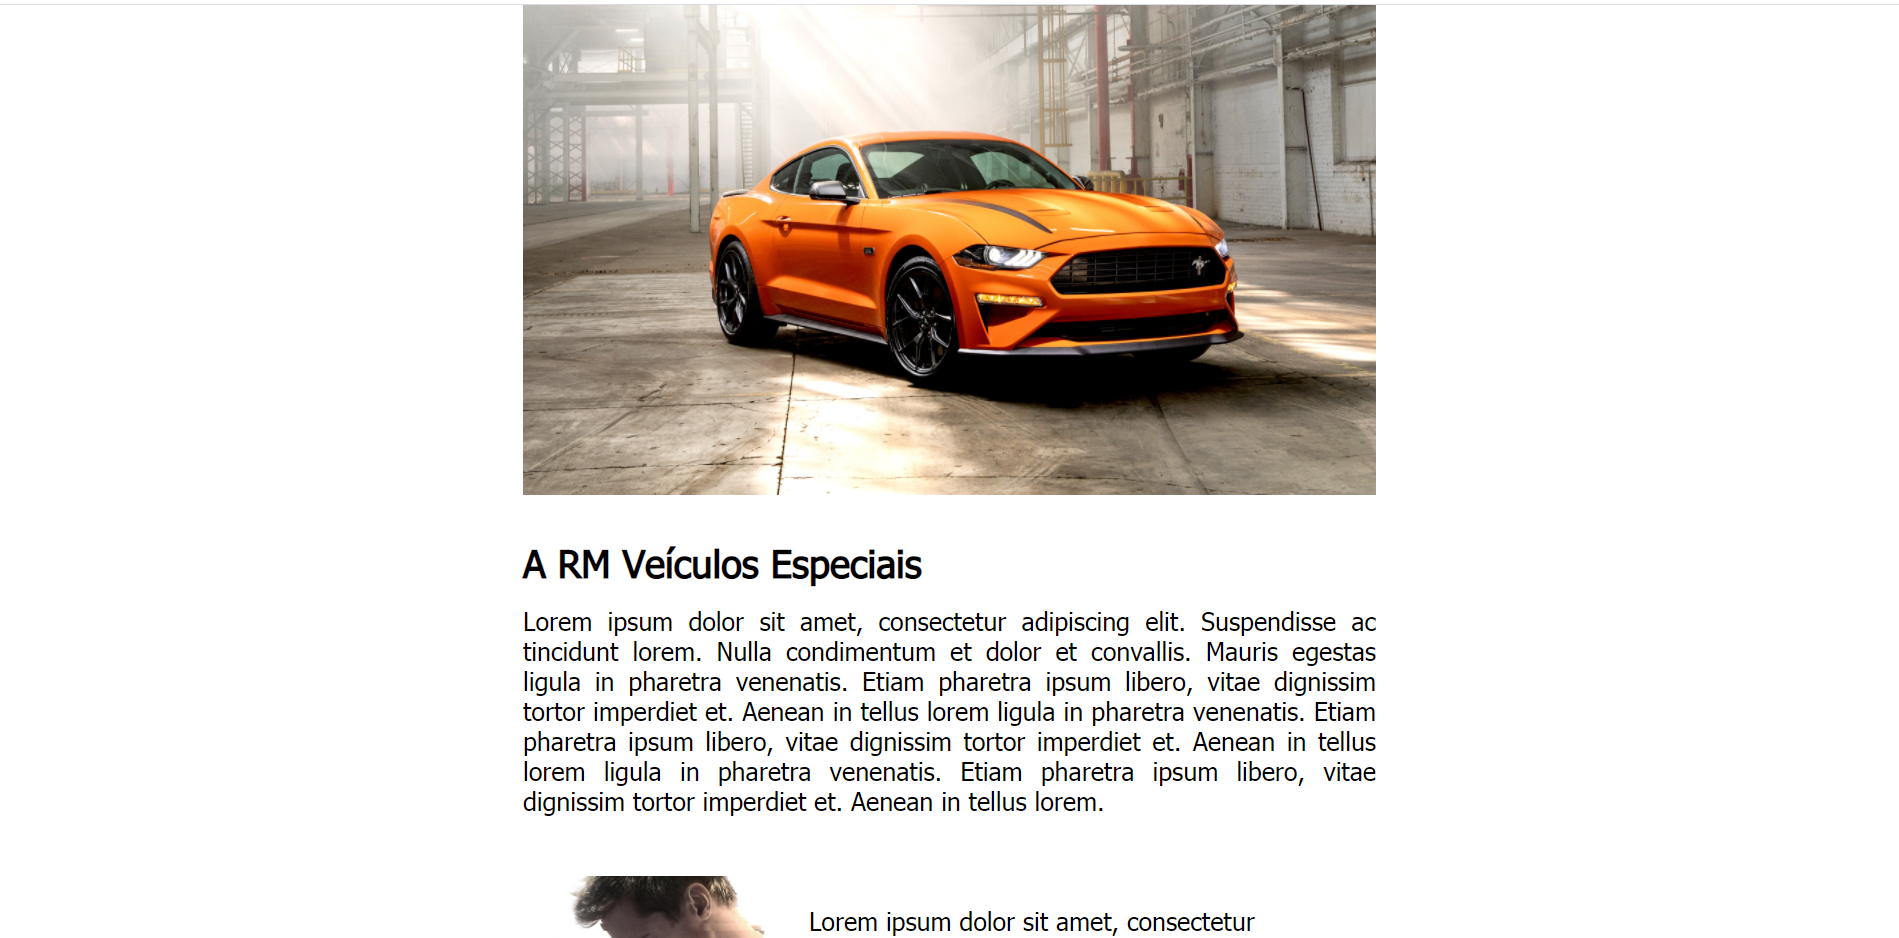 A RM Veículos Especiais
Lorem ipsum dolor sit amet, consectetur adipiscing elit. Suspendisse ac
tincidunt lorem. Nulla condimentum et dolor et convallis. Mauris egestas
ligula in pharetra venenatis. Etiam pharetra ipsum libero, vitae dignissim
tortor imperdiet et. Aenean in tellus lorem ligula in pharetra venenatis. Etiam
pharetra ipsum libero, vitae dignissim tortor imperdiet et. Aenean in tellus
lorem ligula in pharetra venenatis. Etiam pharetra ipsum libero, vitae
dignissim tortor imperdiet et. Aenean in tellus lorem.
Lorem ipsum dolor sit amet, consectetur